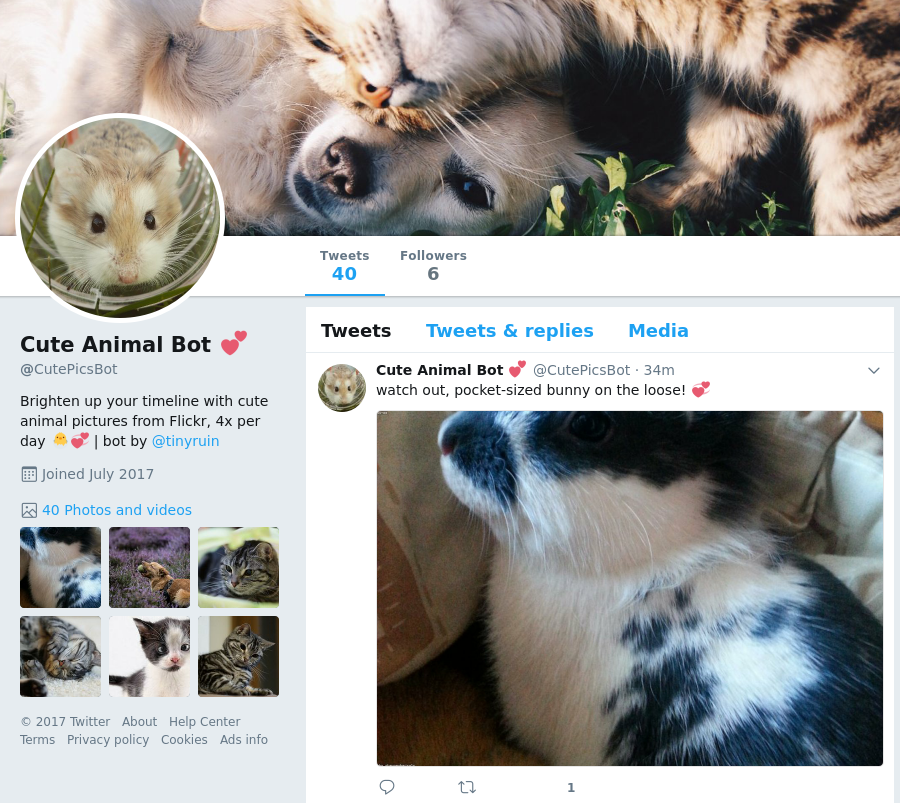 Tweets
40
Followers
6
Cute Animal Bot 💕
@CutePicsBot
Brighten up your timeline with cute
animal pictures from Flickr, 4x per
day 🐥💞 | bot by @tinyruin
Joined July 2017
40 Photos and videos
© 2017 Twitter About Help Center
Terms Privacy policy Cookies Ads info
Tweets Tweets & replies Media
Cute Animal Bot 💕 @CutePicsBot · 34m
watch out, pocket-sized bunny on the loose! 💞
1